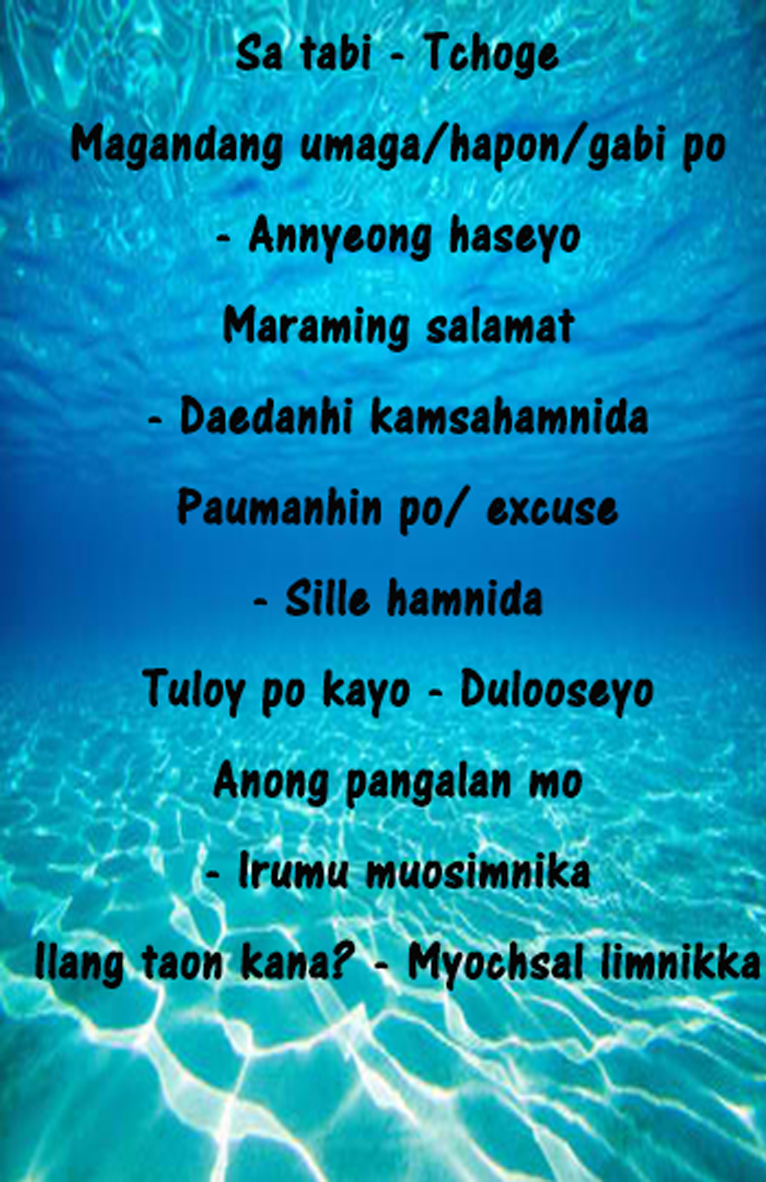 Sa tabi - Tchoge
Magandang umaga/hapon/gabi po
- Annyeong haseyo
Maraming salamat
- Daedanhi kamsahamnida
Paumanhin po/ excuse
- Sille hamnida
Tuloy po kayo - Dulooseyo
Anong pangalan mo
- Irumu muosimnika
Ilang taon kana? - Myochsal limnikka